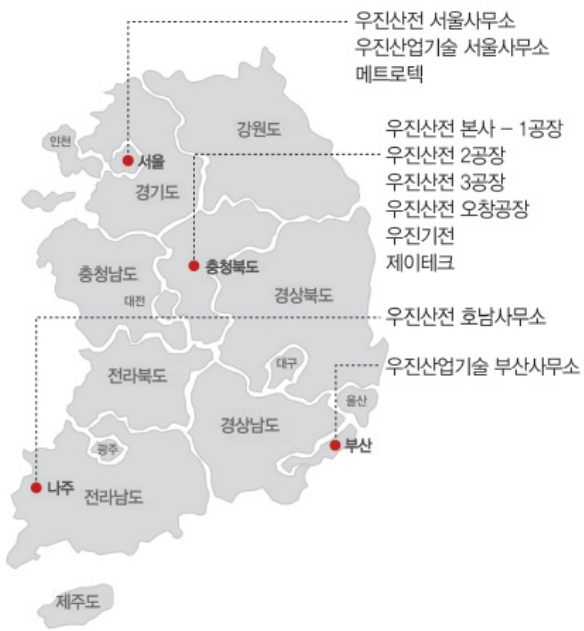 우진산전 서울사무소
우진산업기술 서울사무소
메트로텍
강원도
인천
서울
경기도
우진산전 본사 – 1공장
우진산전 2공장
우진산전 3공장
우진산전 오창공장
우진기전
제이테크
충청남도
충청북도
대전
경상북도
우진산전 호남사무소
대구
우진산업기술 부산사무소
전라북도
울산
경상남도
광주
부산
나주
전라남도
제주도